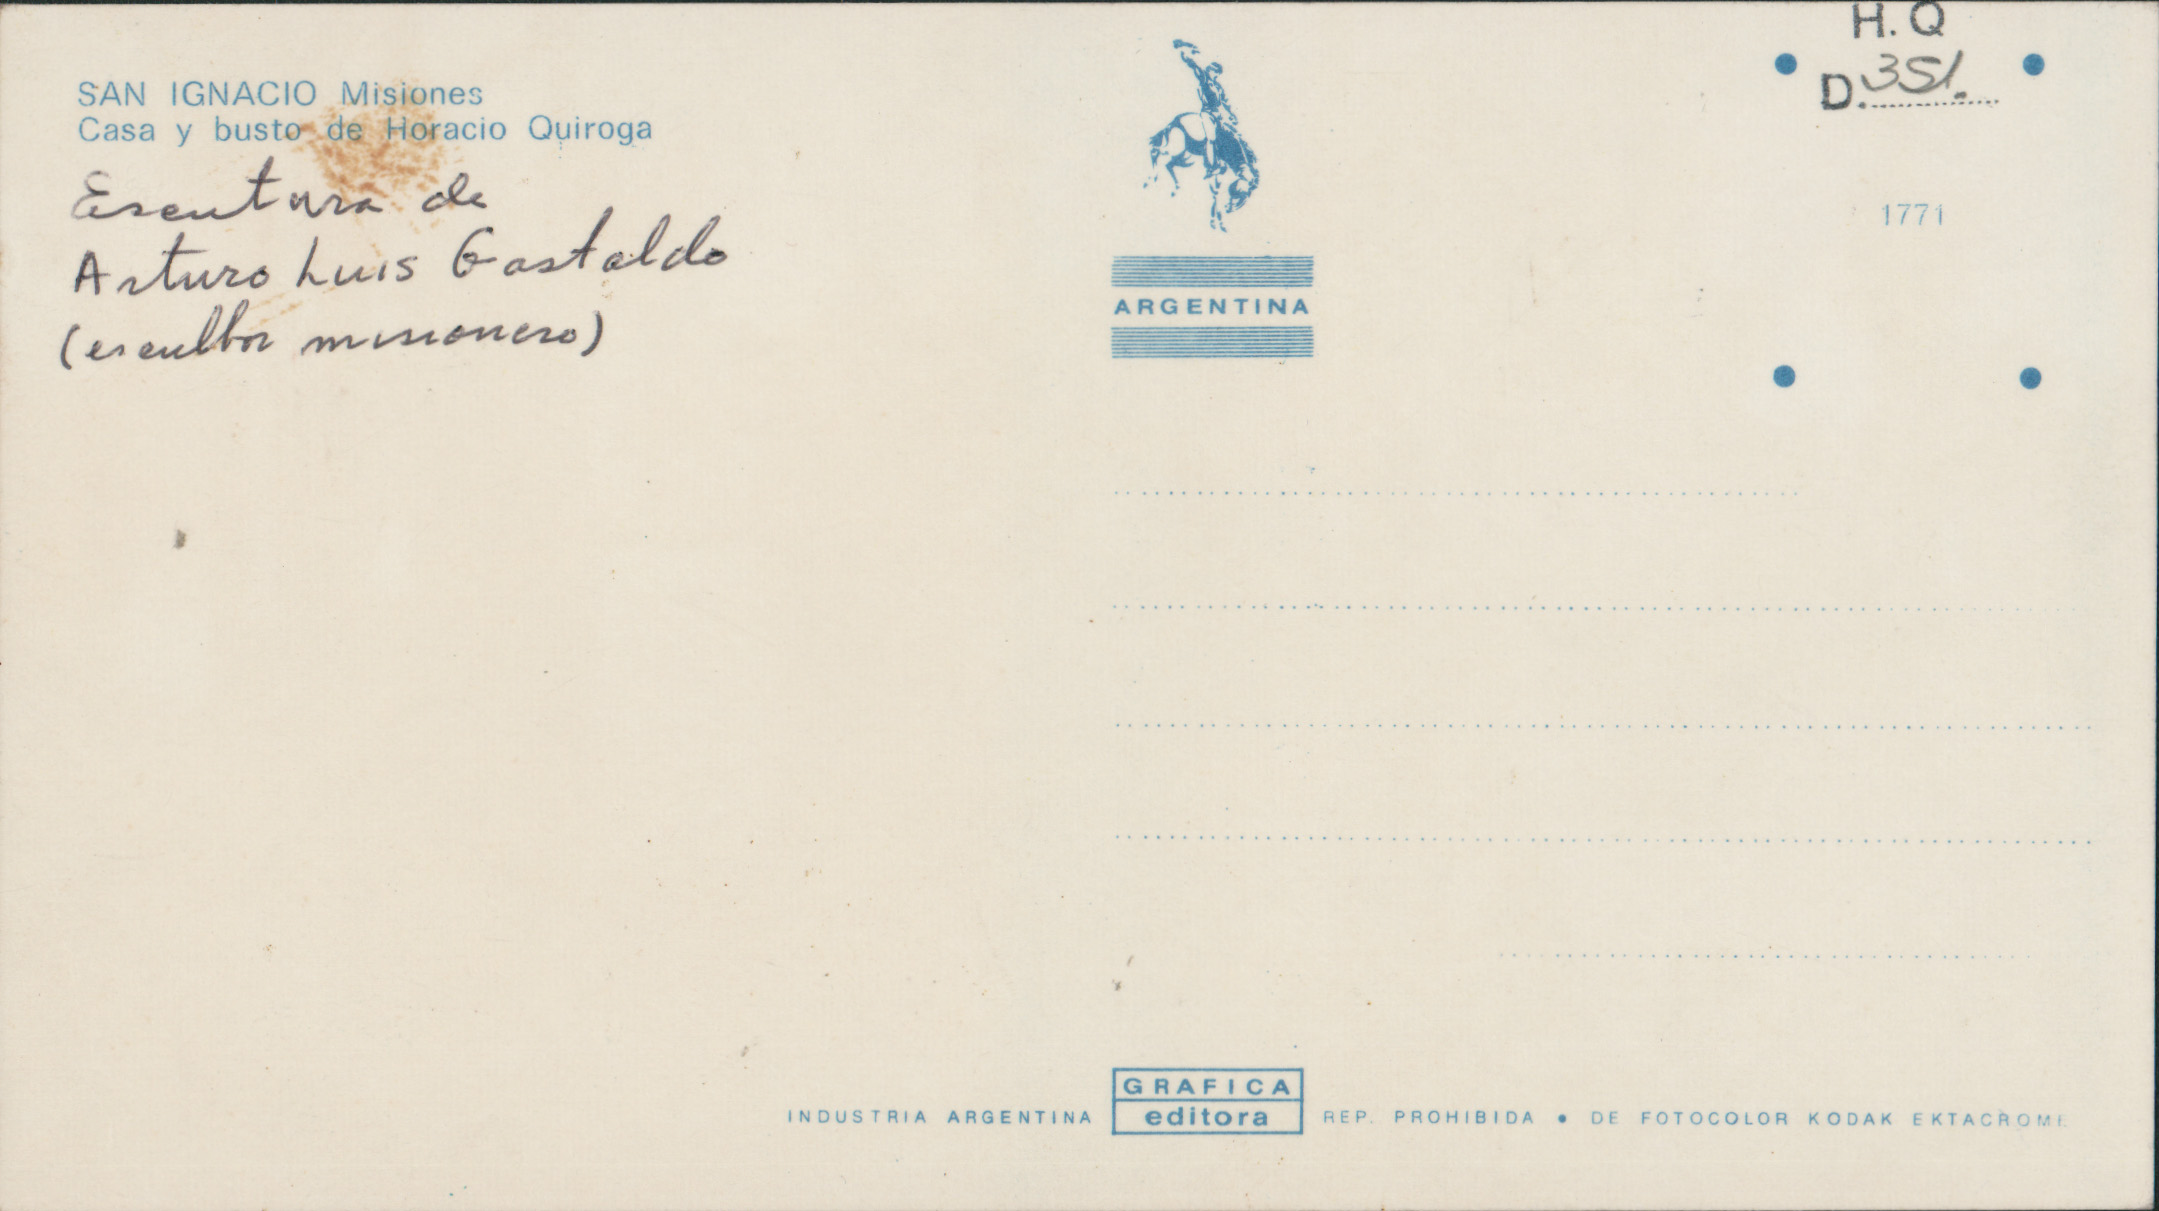 SAN IGNACIO Misiones
Casa y busto de Horacio Quiroga
Escutura de
Arturo Luis Gastaldo
(escultor misionero)
ARGENTINA
H. Q
D. 351.
1771
INDUSTRIA ARGENTINA
GRAFICA
editora
REP. PROHIBIDA • DE FOTOCOLOR KODAK EKTACROME